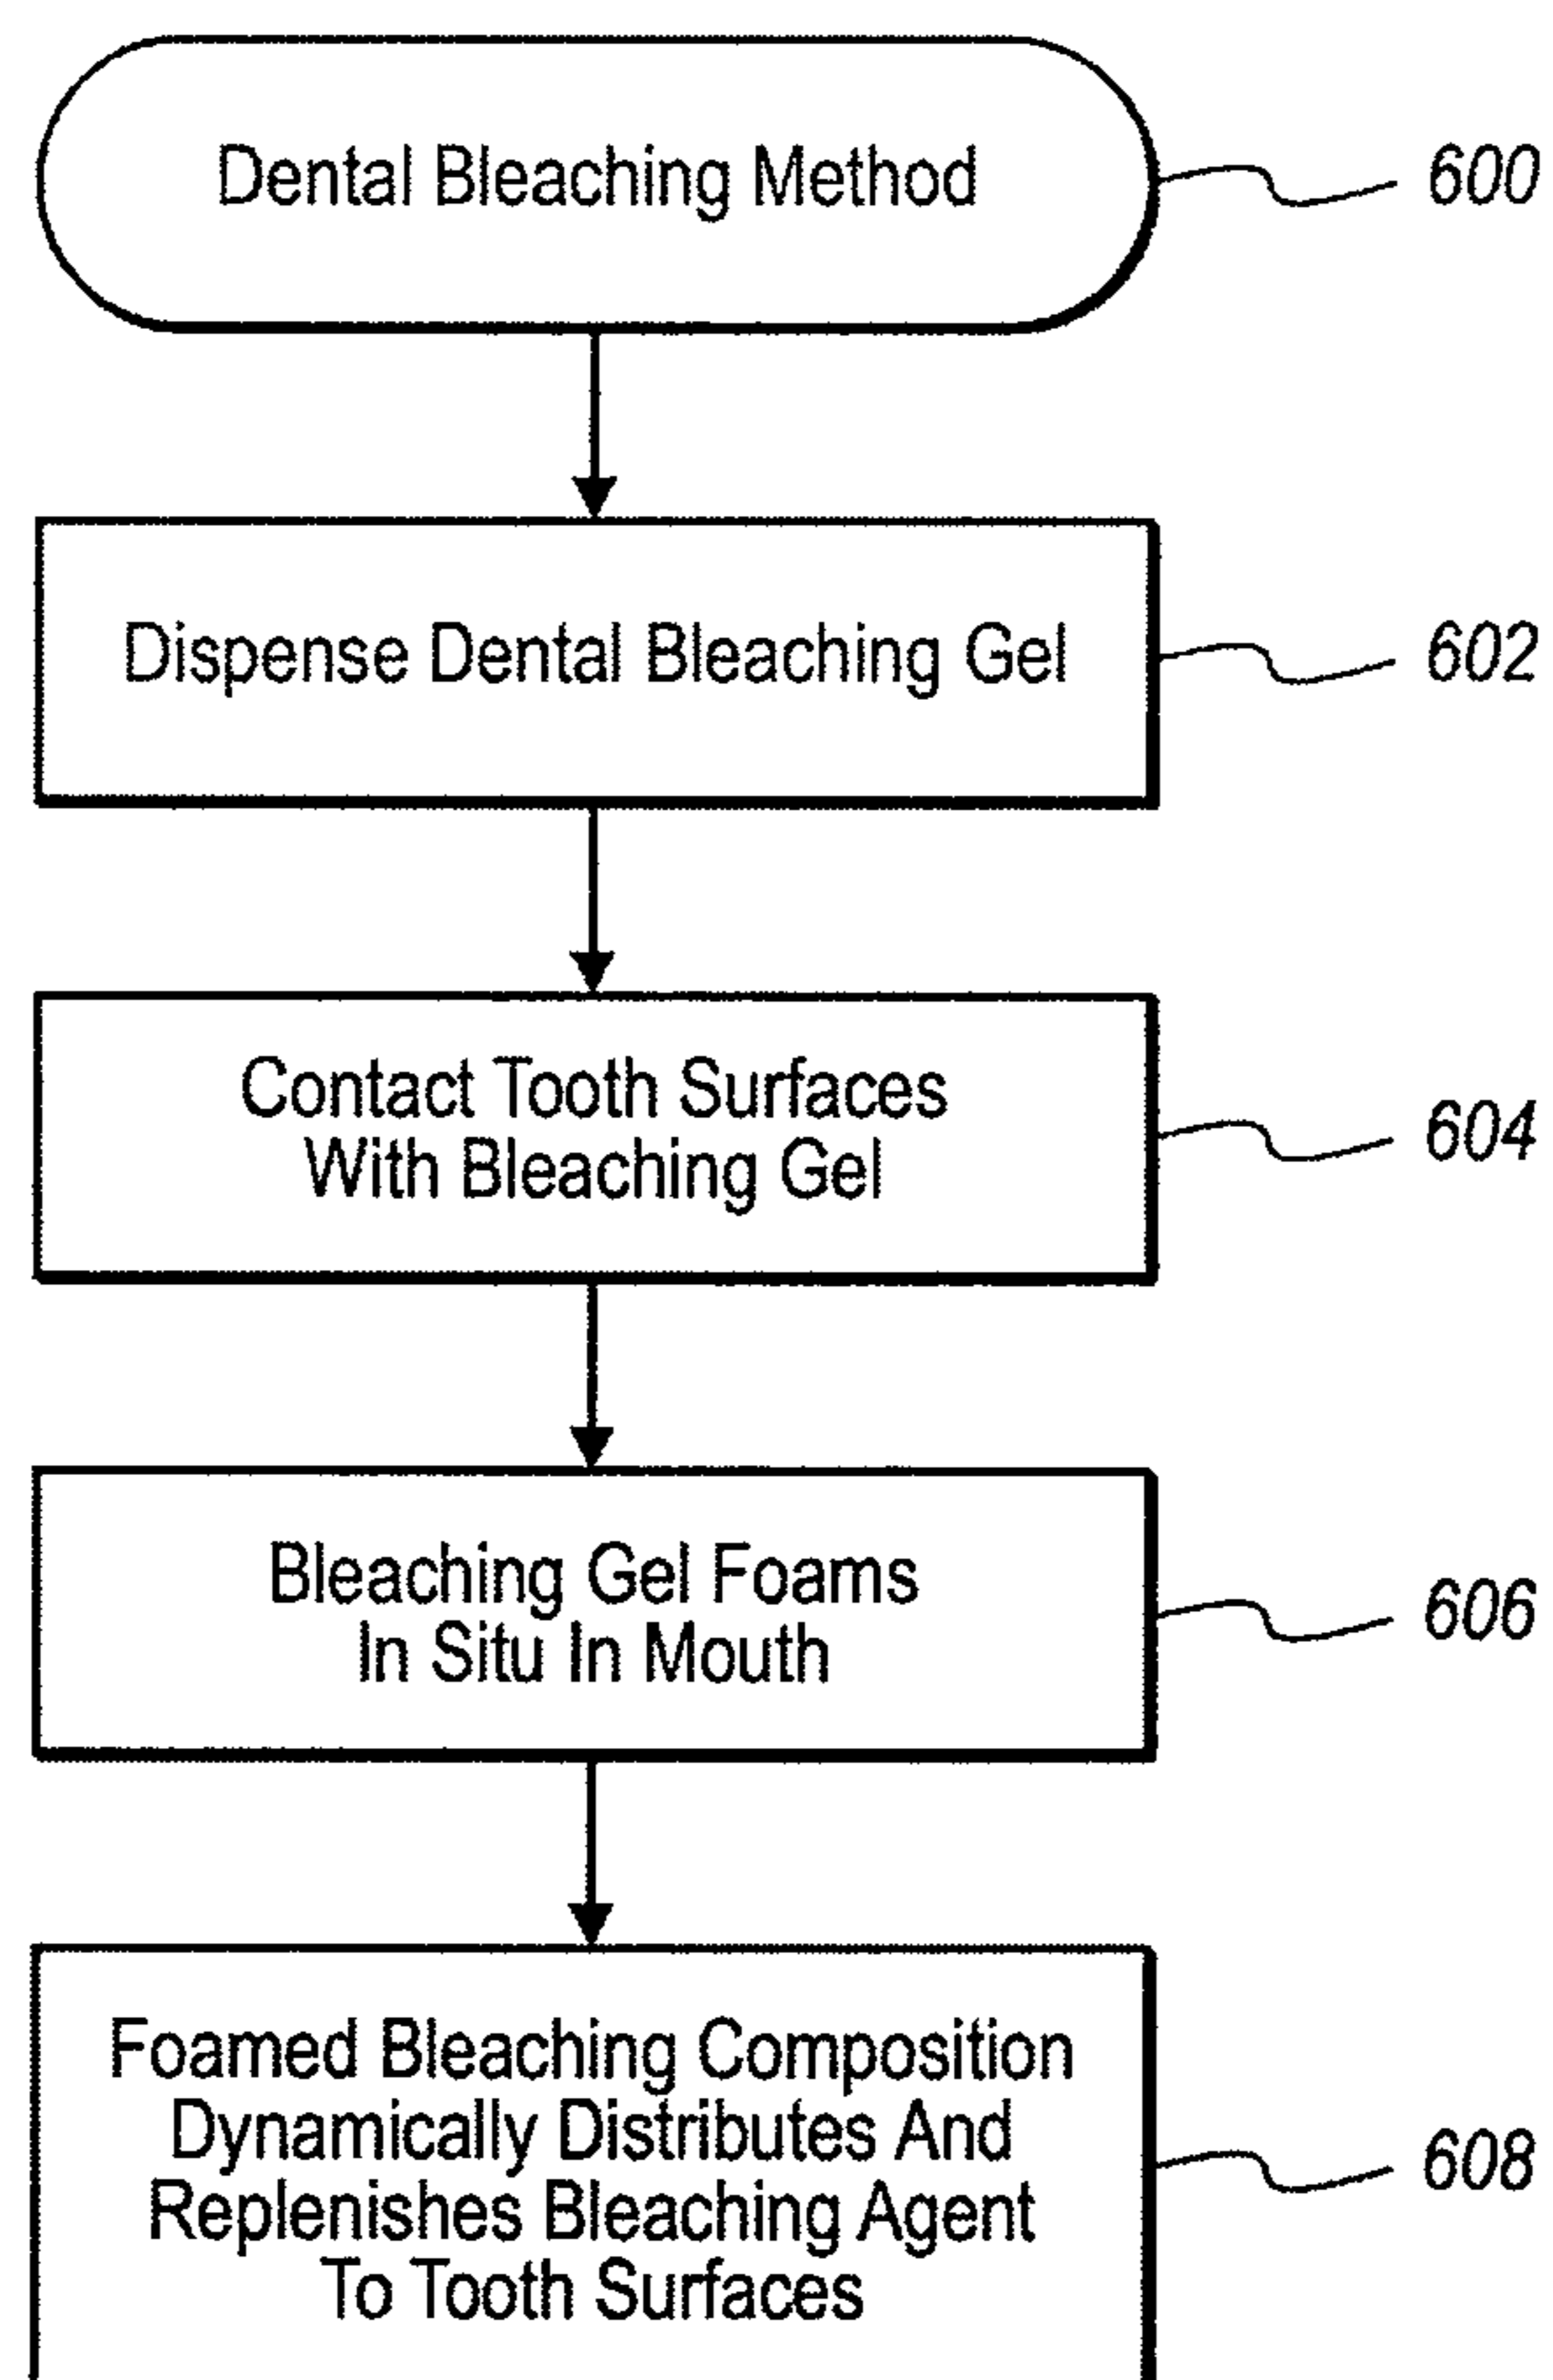 Dental Bleaching Method
600
Dispense Dental Bleaching Gel
602
Contact Tooth Surfaces
With Bleaching Gel
604
Bleaching Gel Foams
In Situ In Mouth
606
Foamed Bleaching Composition
Dynamically Distributes And
Replenishes Bleaching Agent
To Tooth Surfaces
608